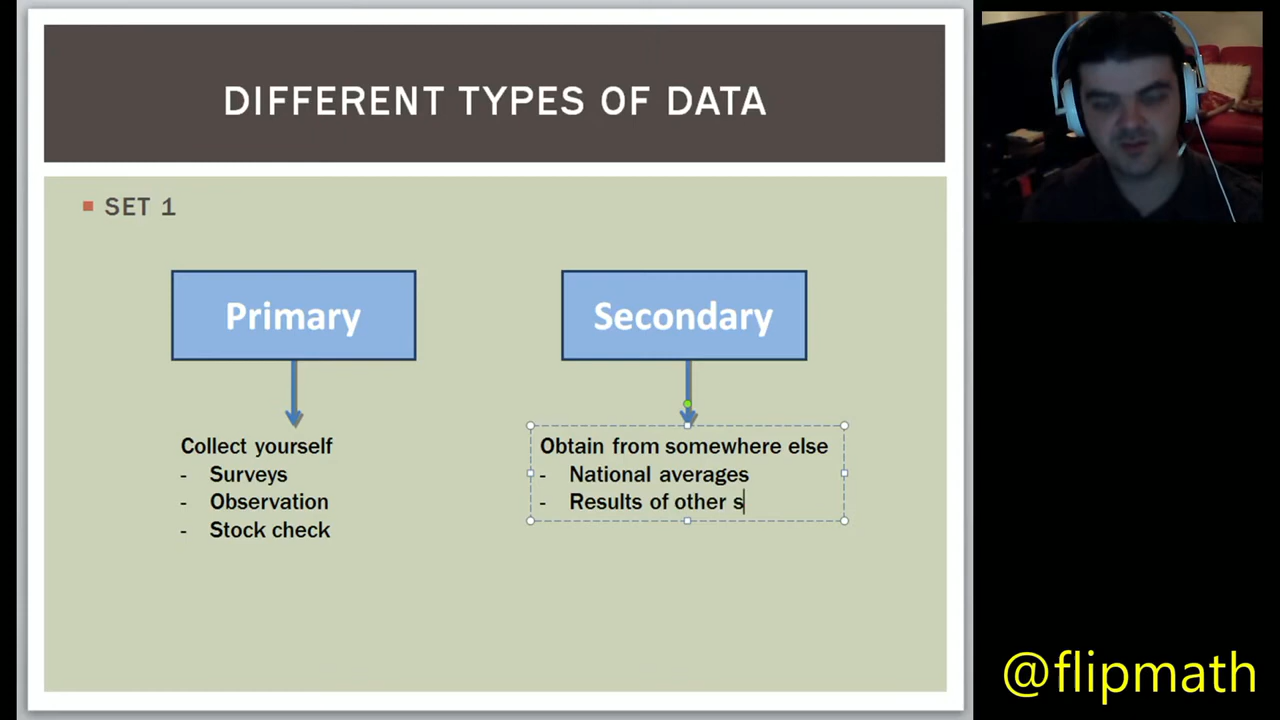 DIFFERENT TYPES OF DATA
SET 1
Primary
Secondary
Collect yourself
- Surveys
- Observation
- Stock check
Obtain from somewhere else
- National averages
- Results of other s
@flipmath